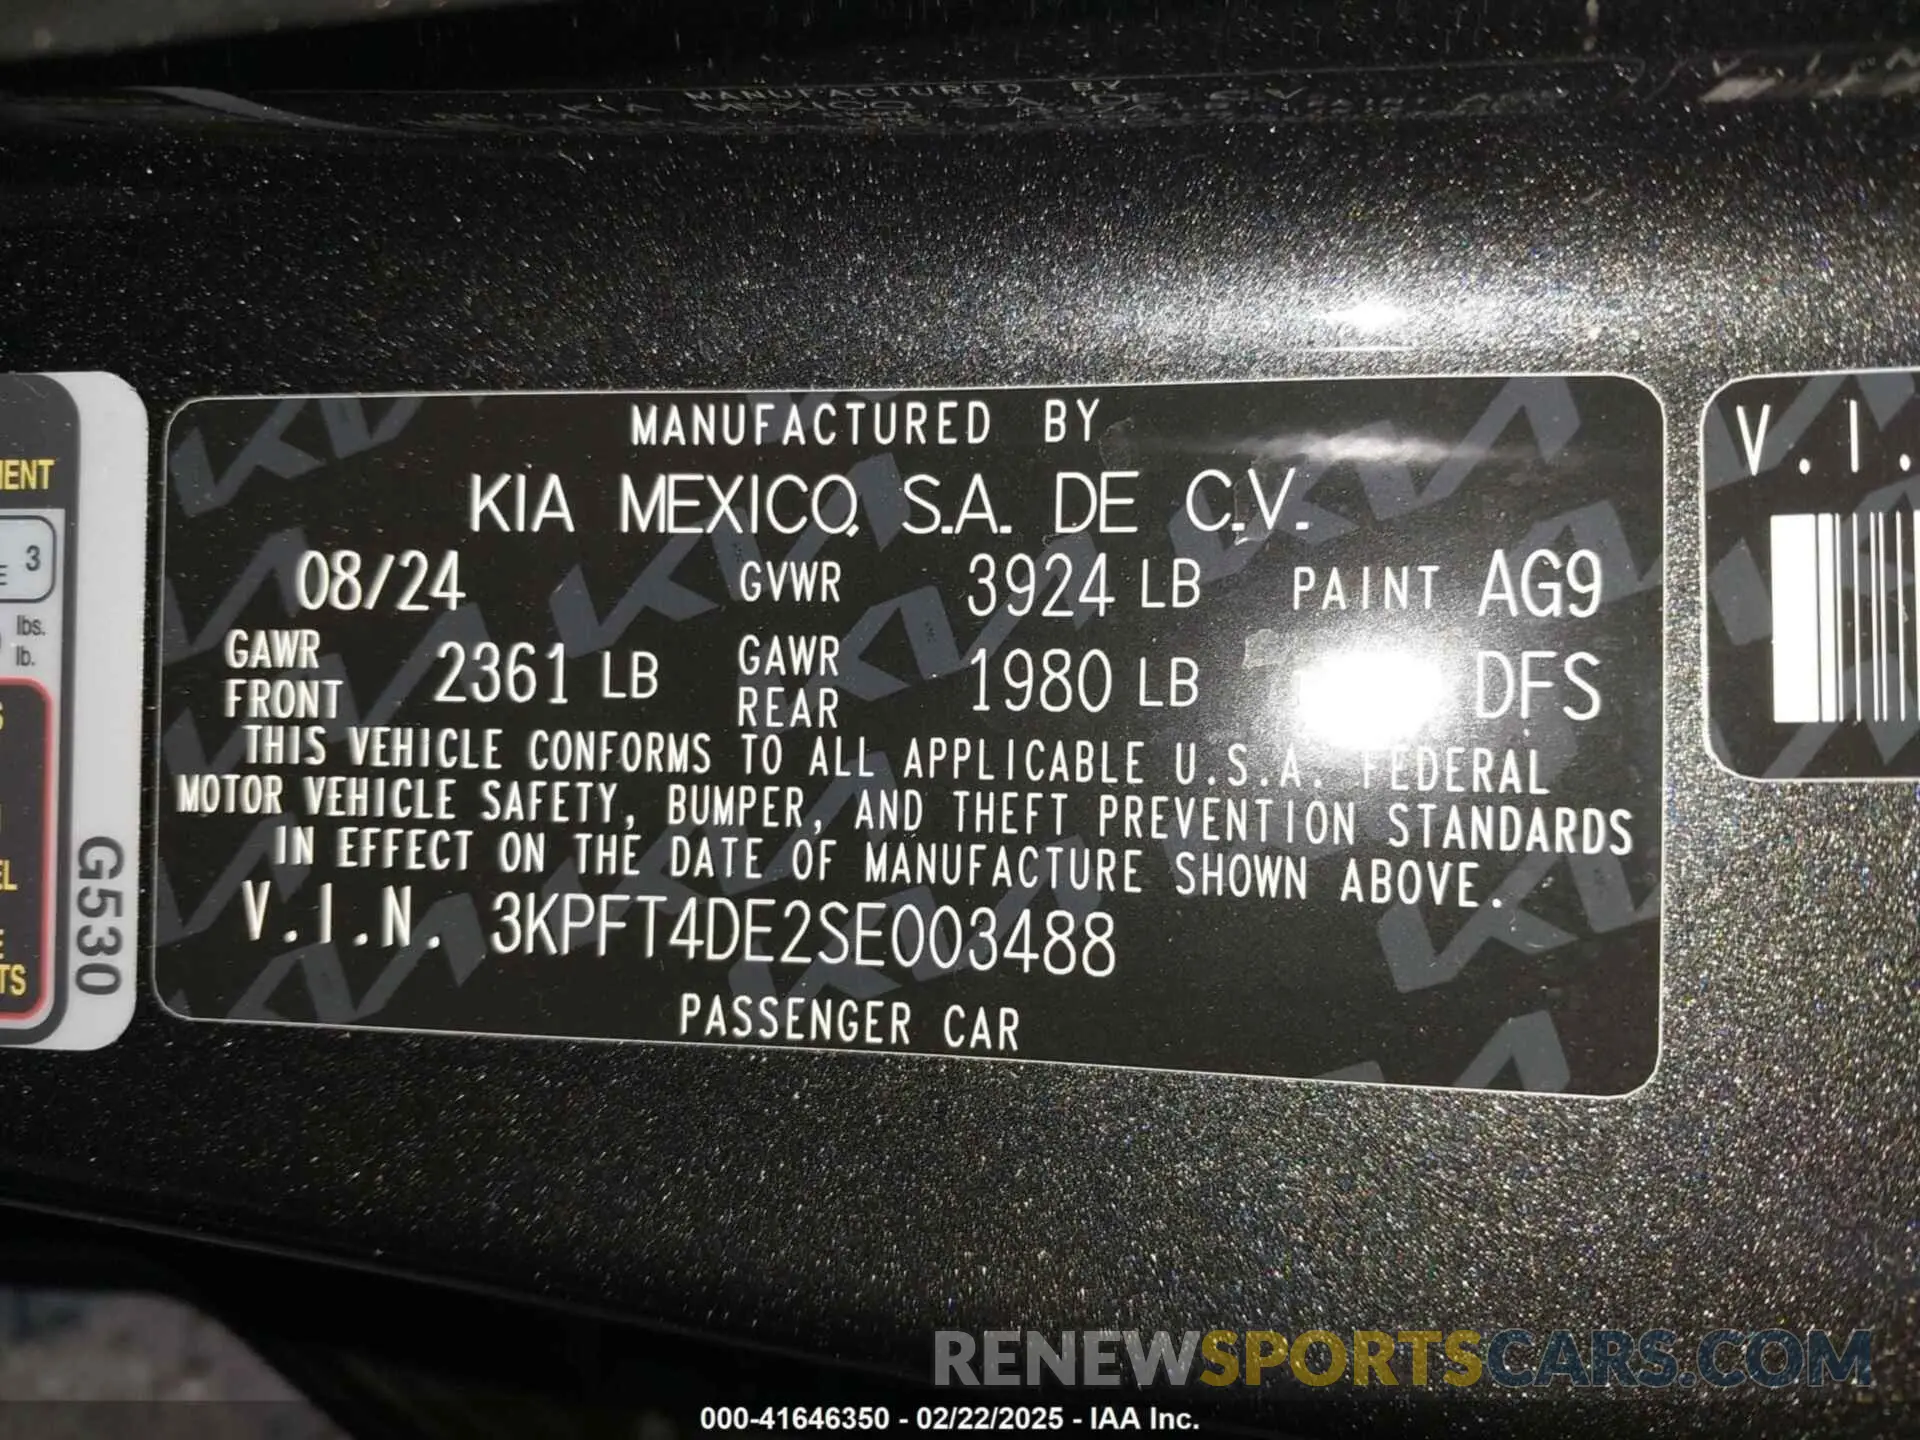 MANUFACTURED BY
KIA MEXICO, S.A. DE C.V.
08/24 GVWR 3924 LB PAINT AG9
GAWR FRONT 2361 LB GAWR REAR 1980 LB DFS
THIS VEHICLE CONFORMS TO ALL APPLICABLE U.S.A. FEDERAL
MOTOR VEHICLE SAFETY, BUMPER, AND THEFT PREVENTION STANDARDS
IN EFFECT ON THE DATE OF MANUFACTURE SHOWN ABOVE.
V.I.N. 3KPFT4DE2SE003488
PASSENGER CAR
V.I.
3
lbs.
lb.
G530
RENEWSPORTSCARS.COM
000-41646350 - 02/22/2025 - IAA Inc.